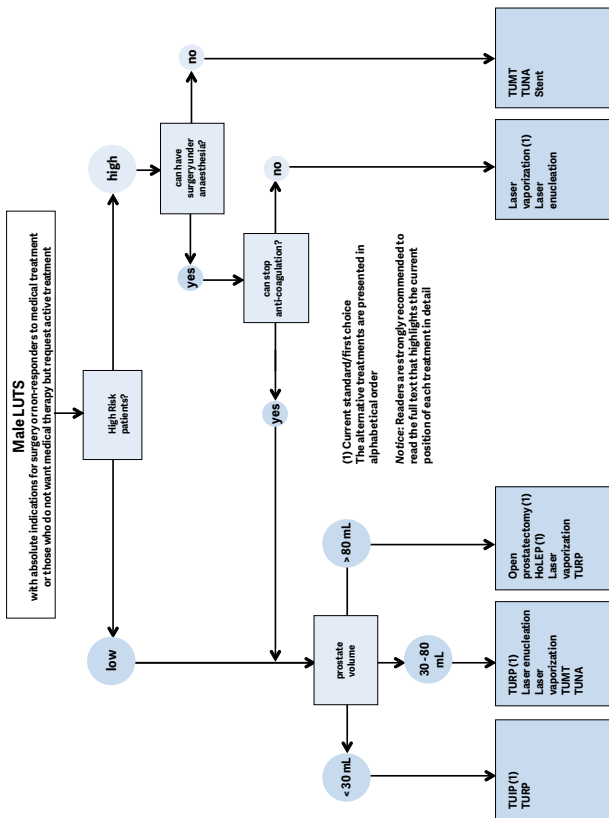 Male LUTS
with absolute indications for surgery or non-responders to medical treatment
or those who do not want medical therapy but request active treatment
High Risk
patients?
low
high
can have
surgery under
anaesthesia?
yes
no
can stop
anti-coagulation?
yes
no
prostate
volume
< 30 mL
30 - 80
mL
> 80 mL
(1) Current standard/first choice
The alternative treatments are presented in
alphabetical order
Notice: Readers are strongly recommended to
read the full text that highlights the current
position of each treatment in detail
TUIP (1)
TURP
TURP (1)
Laser enucleation
Laser
vaporization
TUMT
TUNA
Open
prostatectomy (1)
HoLEP (1)
Laser
vaporization
TURP
Laser
vaporization (1)
Laser
enucleation
TUMT
TUNA
Stent